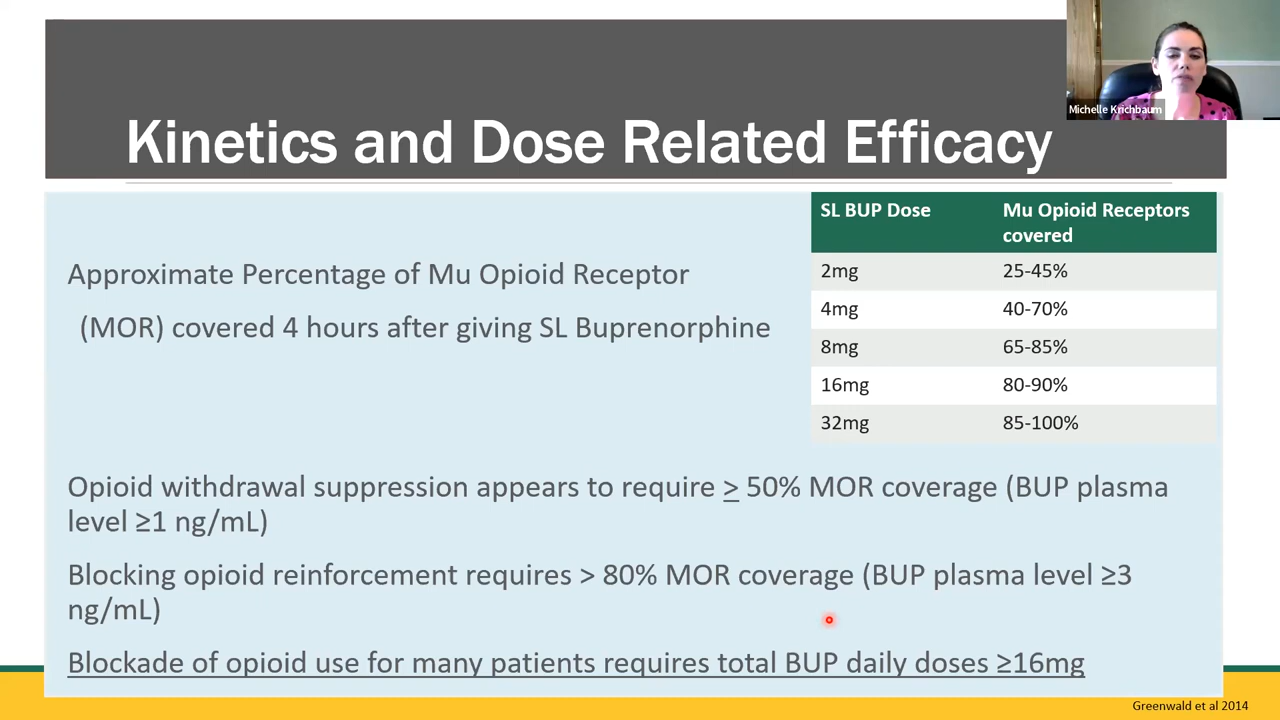 Michelle Krichbaum
Kinetics and Dose Related Efficacy
Approximate Percentage of Mu Opioid Receptor
(MOR) covered 4 hours after giving SL Buprenorphine
SL BUP Dose Mu Opioid Receptors
covered
2mg 25-45%
4mg 40-70%
8mg 65-85%
16mg 80-90%
32mg 85-100%
Opioid withdrawal suppression appears to require ≥ 50% MOR coverage (BUP plasma
level ≥1 ng/mL)
Blocking opioid reinforcement requires > 80% MOR coverage (BUP plasma level ≥3
ng/mL)
Blockade of opioid use for many patients requires total BUP daily doses ≥16mg
Greenwald et al 2014